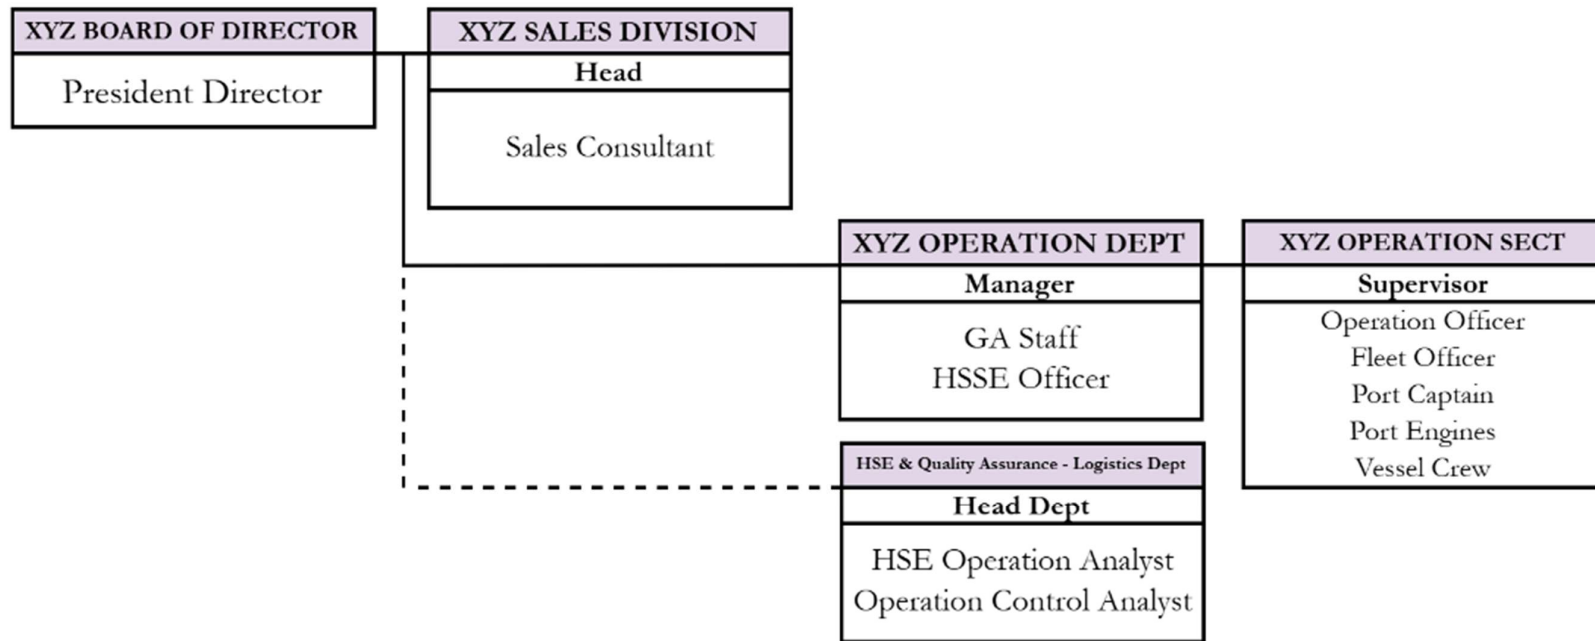 XYZ BOARD OF DIRECTOR
President Director
XYZ SALES DIVISION
Head
Sales Consultant
XYZ OPERATION DEPT
Manager
GA Staff
HSSE Officer
XYZ OPERATION SECT
Supervisor
Operation Officer
Fleet Officer
Port Captain
Port Engines
Vessel Crew
HSE & Quality Assurance - Logistics Dept
Head Dept
HSE Operation Analyst
Operation Control Analyst